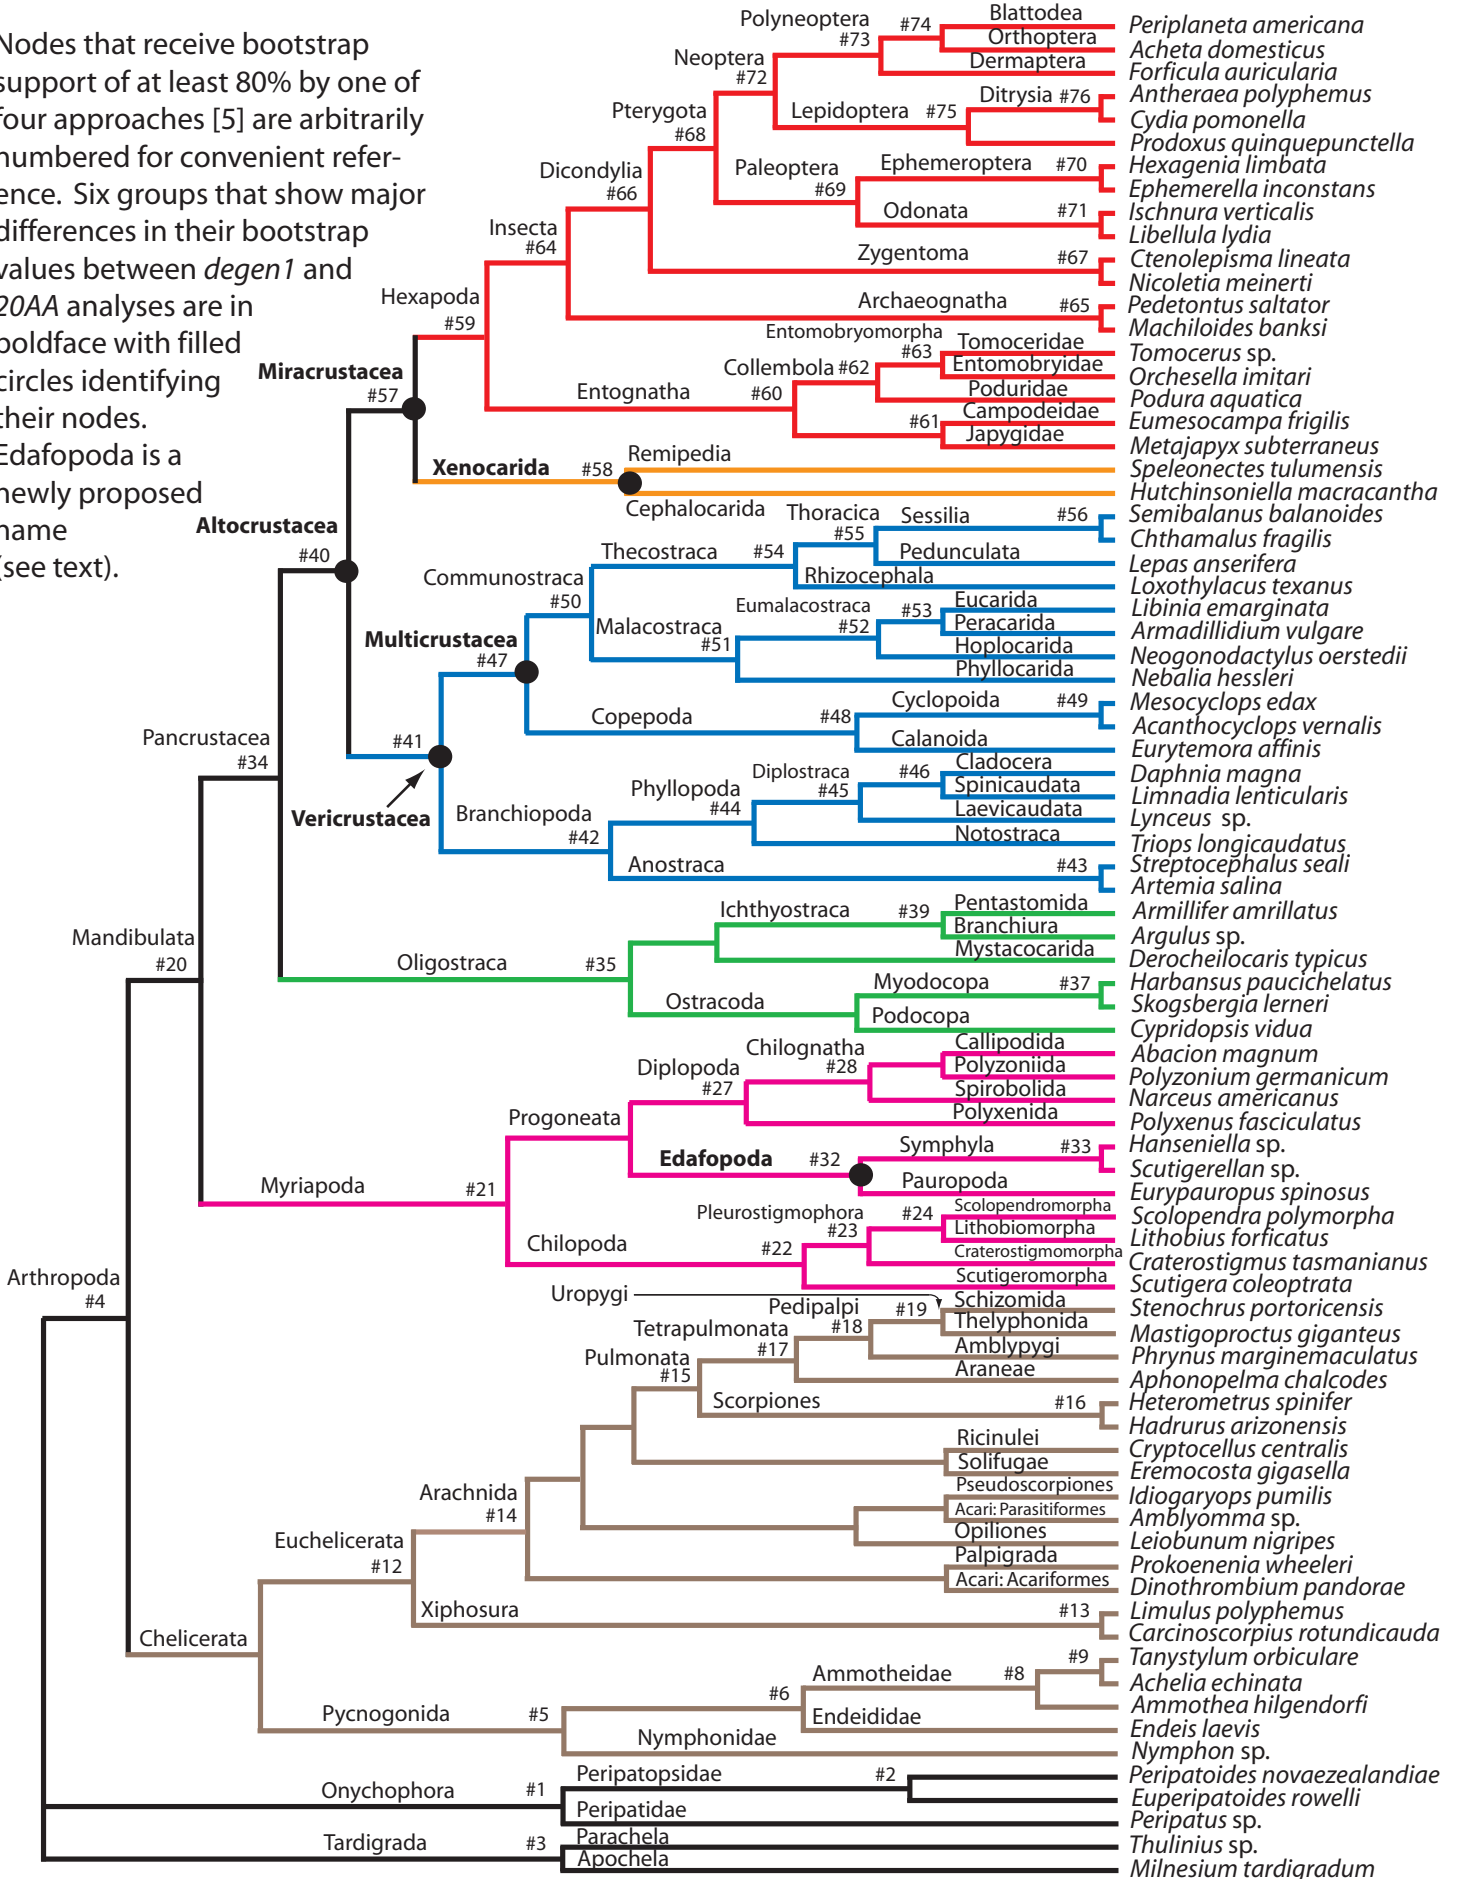 Nodes that receive bootstrap
support of at least 80% by one of
four approaches [5] are arbitrarily
numbered for convenient refer-
ence. Six groups that show major
differences in their bootstrap
values between degen1 and
20AA analyses are in
boldface with filled
circles identifying
their nodes.
Edafopoda is a
newly proposed
name
(see text).
Polyneoptera
#73
#74
Blattodea
Periplaneta americana
Orthoptera
Acheta domesticus
Dermaptera
Forficula auricularia
Neoptera
#72
Lepidoptera
#75
Ditrysia #76
Antheraea polyphemus
Cydia pomonella
Prodoxus quinquepunctella
Pterygota
#68
Paleoptera
#69
Ephemeroptera
#70
Hexagenia limbata
Ephemerella inconstans
Odonata
#71
Ischnura verticalis
Libellula lydia
Dicondylia
#66
Zygentoma
#67
Ctenolepisma lineata
Nicoletia meinerti
Insecta
#64
Archaeognatha
#65
Pedetontus saltator
Machiloides banksi
Hexapoda
#59
Entomobryomorpha
#63
Tomoceridae
Tomocerus sp.
Entomobryidae
Orchesella imitari
Collembola #62
Poduridae
Podura aquatica
Entognatha
#60
#61
Campodeidae
Eumesocampa frigilis
Japygidae
Metajapyx subterraneus
Miracrustacea
#57
Xenocarida
#58
Remipedia
Speleonectes tulumensis
Cephalocarida
Hutchinsoniella macracantha
Altocrustacea
#40
Thoracica
#55
Sessilia
#56
Semibalanus balanoides
Chthamalus fragilis
Thecostraca
#54
Pedunculata
Lepas anserifera
Rhizocephala
Loxothylacus texanus
Communostraca
#50
Eumalacostraca
#52
#53
Eucarida
Libinia emarginata
Peracarida
Armadillidium vulgare
Malacostraca
#51
Hoplocarida
Neogonodactylus oerstedii
Phyllocarida
Nebalia hessleri
Multicrustacea
#47
Copepoda
#48
Cyclopoida
#49
Mesocyclops edax
Acanthocyclops vernalis
Calanoida
Eurytemora affinis
#41
Vericrustacea
Branchiopoda
#42
Phyllopoda
#44
Diplostraca
#45
#46
Cladocera
Daphnia magna
Spinicaudata
Limnadia lenticularis
Laevicaudata
Lynceus sp.
Notostraca
Triops longicaudatus
Anostraca
#43
Streptocephalus seali
Artemia salina
Pancrustacea
#34
Oligostraca
#35
Ichthyostraca
#39
Pentastomida
Armillifer amrillatus
Branchiura
Argulus sp.
Mystacocarida
Derocheilocaris typicus
Ostracoda
Myodocopa
#37
Harbansus paucichelatus
Skogsbergia lerneri
Podocopa
Cypridopsis vidua
Mandibulata
#20
Myriapoda
#21
Progoneata
Diplopoda
#27
Chilognatha
#28
Callipodida
Abacion magnum
Polyzoniida
Polyzonium germanicum
Spirobolida
Narceus americanus
Polyxenida
Polyxenus fasciculatus
Edafopoda
#32
Symphyla
#33
Hanseniella sp.
Scutigerellan sp.
Pauropoda
Eurypauropus spinosus
Chilopoda
#22
Pleurostigmophora
#23
#24
Scolopendromorpha
Scolopendra polymorpha
Lithobiomorpha
Lithobius forficatus
Craterostigmomorpha
Craterostigmus tasmanianus
Scutigeromorpha
Scutigera coleoptrata
Arthropoda
#4
Uropygi
Pedipalpi
#18
#19
Schizomida
Stenochrus portoricensis
Thelyphonida
Mastigoproctus giganteus
Tetrapulmonata
#17
Amblypygi
Phrynus marginemaculatus
Araneae
Aphonopelma chalcodes
Pulmonata
#15
Scorpiones
#16
Heterometrus spinifer
Hadrurus arizonensis
Ricinulei
Cryptocellus centralis
Solifugae
Eremocosta gigasella
Pseudoscorpiones
Idiogaryops pumilis
Acari: Parasitiformes
Amblyomma sp.
Opiliones
Leiobunum nigripes
Arachnida
#14
Palpigrada
Prokoenenia wheeleri
Acari: Acariformes
Dinothrombium pandorae
Euchelicerata
#12
Xiphosura
#13
Limulus polyphemus
Carcinoscorpius rotundicauda
Chelicerata
Pycnogonida
#5
#6
Ammotheidae
#8
#9
Tanystylum orbiculare
Achelia echinata
Ammothea hilgendorfi
Endeididae
Endeis laevis
Nymphonidae
Nymphon sp.
Onychophora
#1
Peripatopsidae
#2
Peripatoides novaezealandiae
Euperipatoides rowelli
Peripatidae
Peripatus sp.
Tardigrada
#3
Parachela
Thulinius sp.
Apochela
Milnesium tardigradum